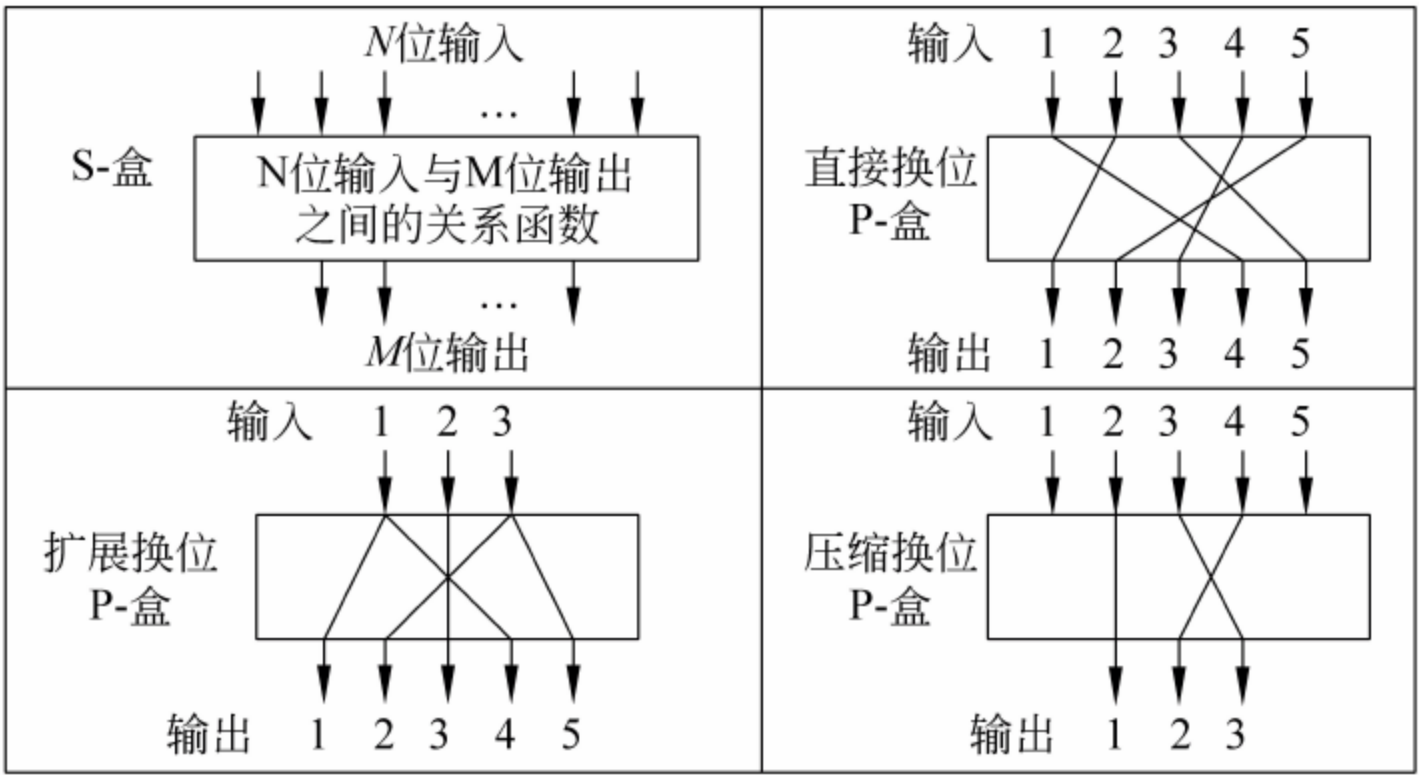 N位输入
…
S-盒
N位输入与M位输出
之间的关系函数
…
M位输出
输入 1 2 3 4 5
直接换位
P-盒
输出 1 2 3 4 5
输入 1 2 3
扩展换位
P-盒
输出 1 2 3 4 5
输入 1 2 3 4 5
压缩换位
P-盒
输出 1 2 3